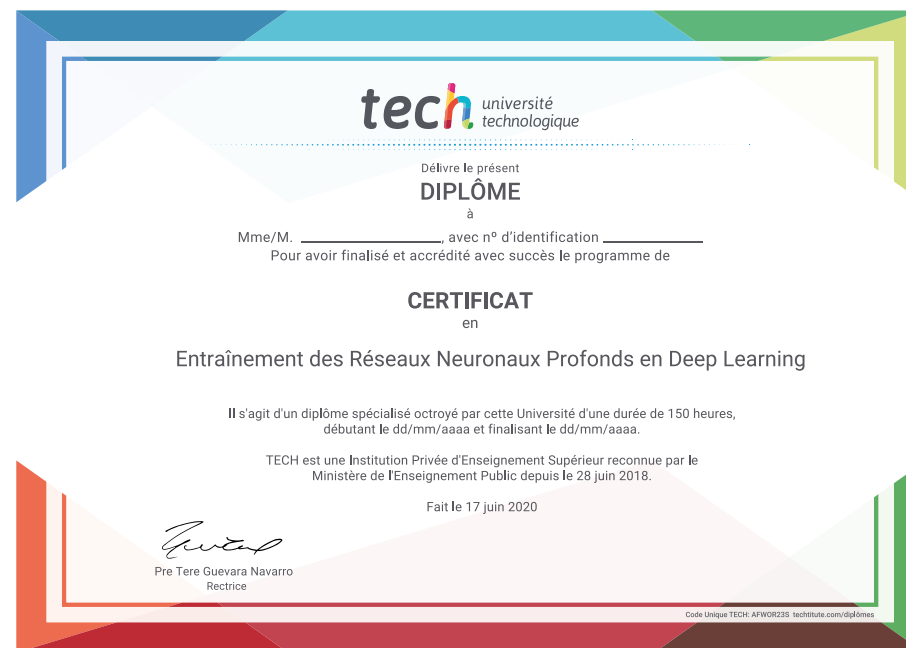 tech université
technologique
Délivre le présent
DIPLÔME
à
Mme/M. ____________________, avec nº d'identification ______________
Pour avoir finalisé et accrédité avec succès le programme de
CERTIFICAT
en
Entraînement des Réseaux Neuronaux Profonds en Deep Learning
Il s'agit d'un diplôme spécialisé octroyé par cette Université d'une durée de 150 heures,
débutant le dd/mm/aaaa et finalisant le dd/mm/aaaa.
TECH est une Institution Privée d'Enseignement Supérieur reconnue par le
Ministère de l'Enseignement Public depuis le 28 juin 2018.
Fait le 17 juin 2020
Pre Tere Guevara Navarro
Rectrice
Code Unique TECH: AFWOR23S techtitute.com/diplômes